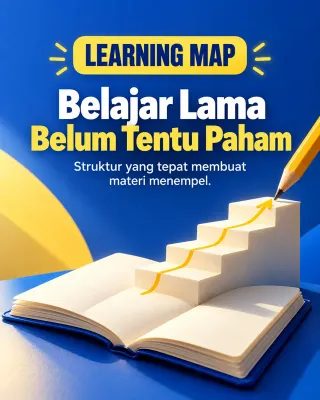 LEARNING MAP
Belajar Lama
Belum Tentu Paham
Struktur yang tepat membuat
materi menempel.